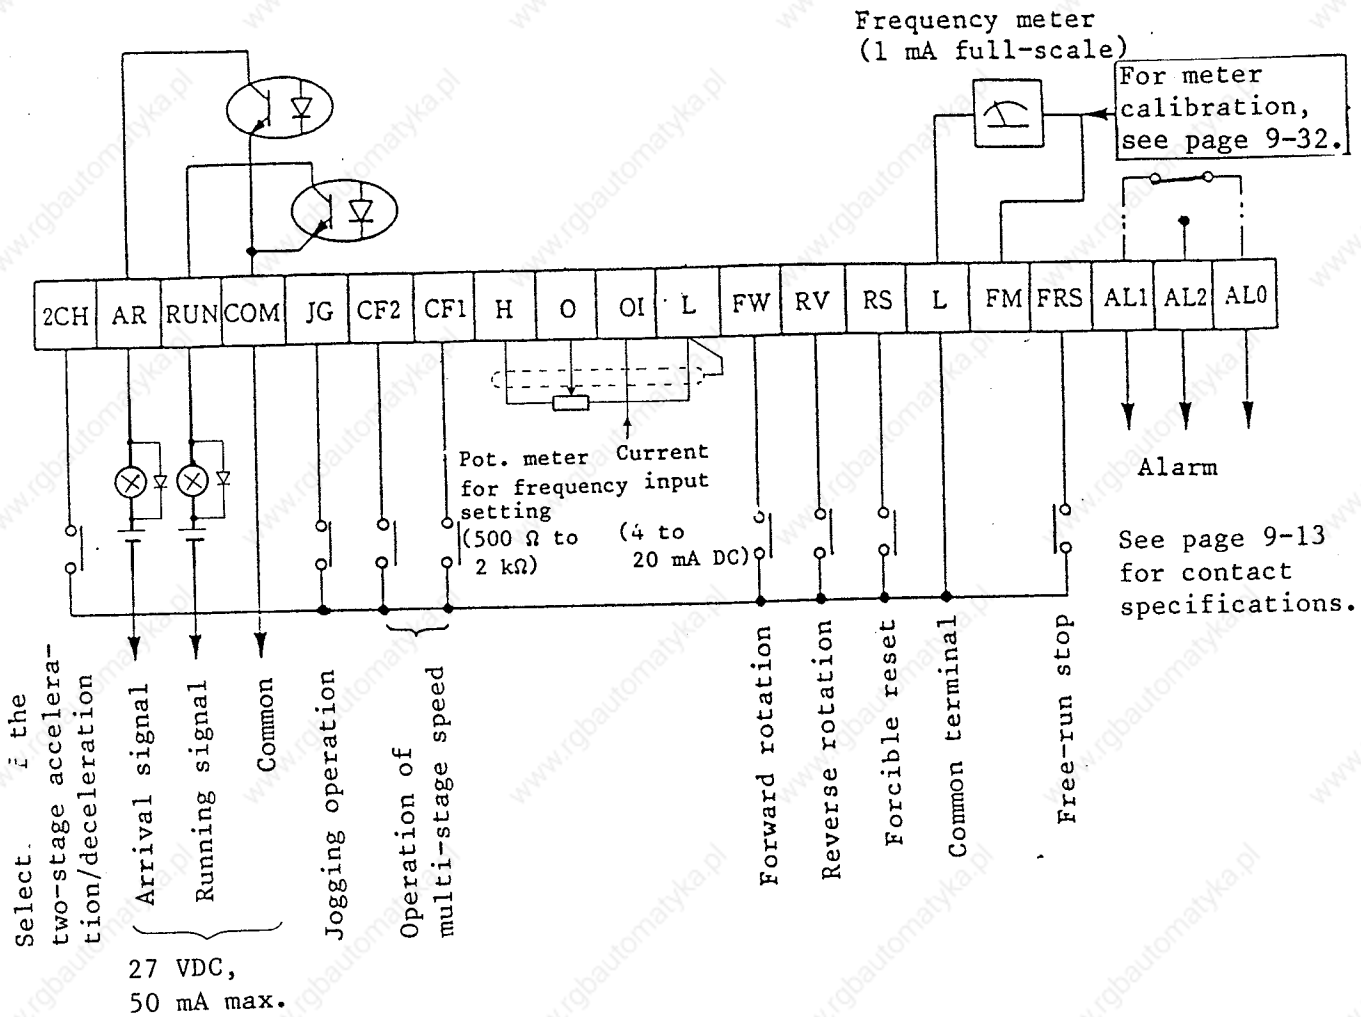 Frequency meter
(1 mA full-scale)
For meter
calibration,
see page 9-32.
2CH AR RUN COM JG CF2 CF1 H O OI L FW RV RS L FM FRS AL1 AL2 AL0
Pot. meter
for frequency
setting
(500 Ω to
2 kΩ)
Current
input
(4 to
20 mA DC)
Alarm
See page 9-13
for contact
specifications.
Select. the
two-stage accelera-
tion/deceleration
Arrival signal
Running signal
Common
Jogging operation
Operation of
multi-stage speed
Forward rotation
Reverse rotation
Forcible reset
Common terminal
Free-run stop
27 VDC,
50 mA max.
www.rgbautomatyka.pl